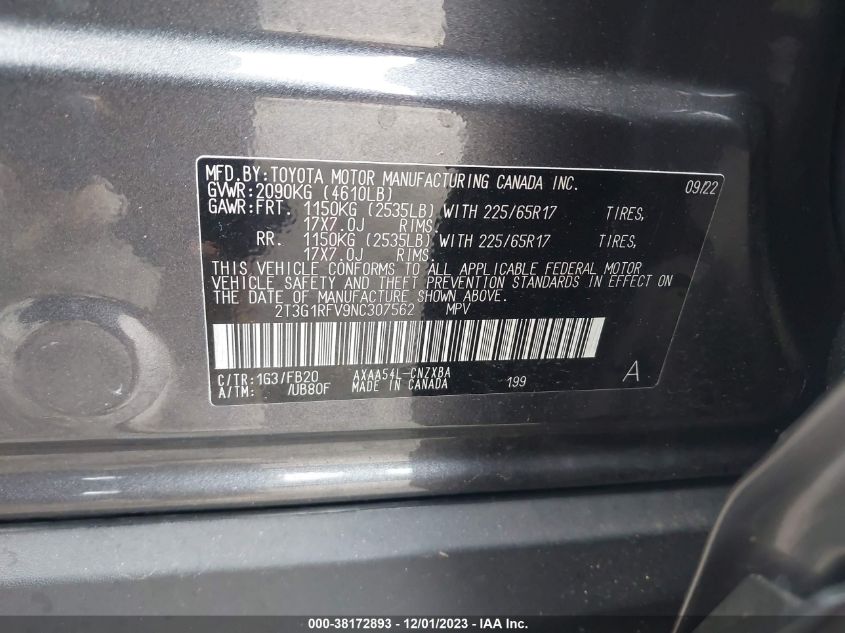 MFD.BY:TOYOTA MOTOR MANUFACTURING CANADA INC. 09/22
GVWR:2090KG (4610LB)
GAWR:FRT. 1150KG (2535LB) WITH 225/65R17 TIRES,
17X7.0J RIMS.
RR. 1150KG (2535LB) WITH 225/65R17 TIRES,
17X7.0J RIMS.
THIS VEHICLE CONFORMS TO ALL APPLICABLE FEDERAL MOTOR
VEHICLE SAFETY AND THEFT PREVENTION STANDARDS IN EFFECT ON
THE DATE OF MANUFACTURE SHOWN ABOVE.
2T3G1RFV9NC307562 MPV
C/TR:1G3/FB20 AXAA54L-CNZXBA
A/TM: /UB80F MADE IN CANADA 199 A
000-38172893 - 12/01/2023 - IAA Inc.